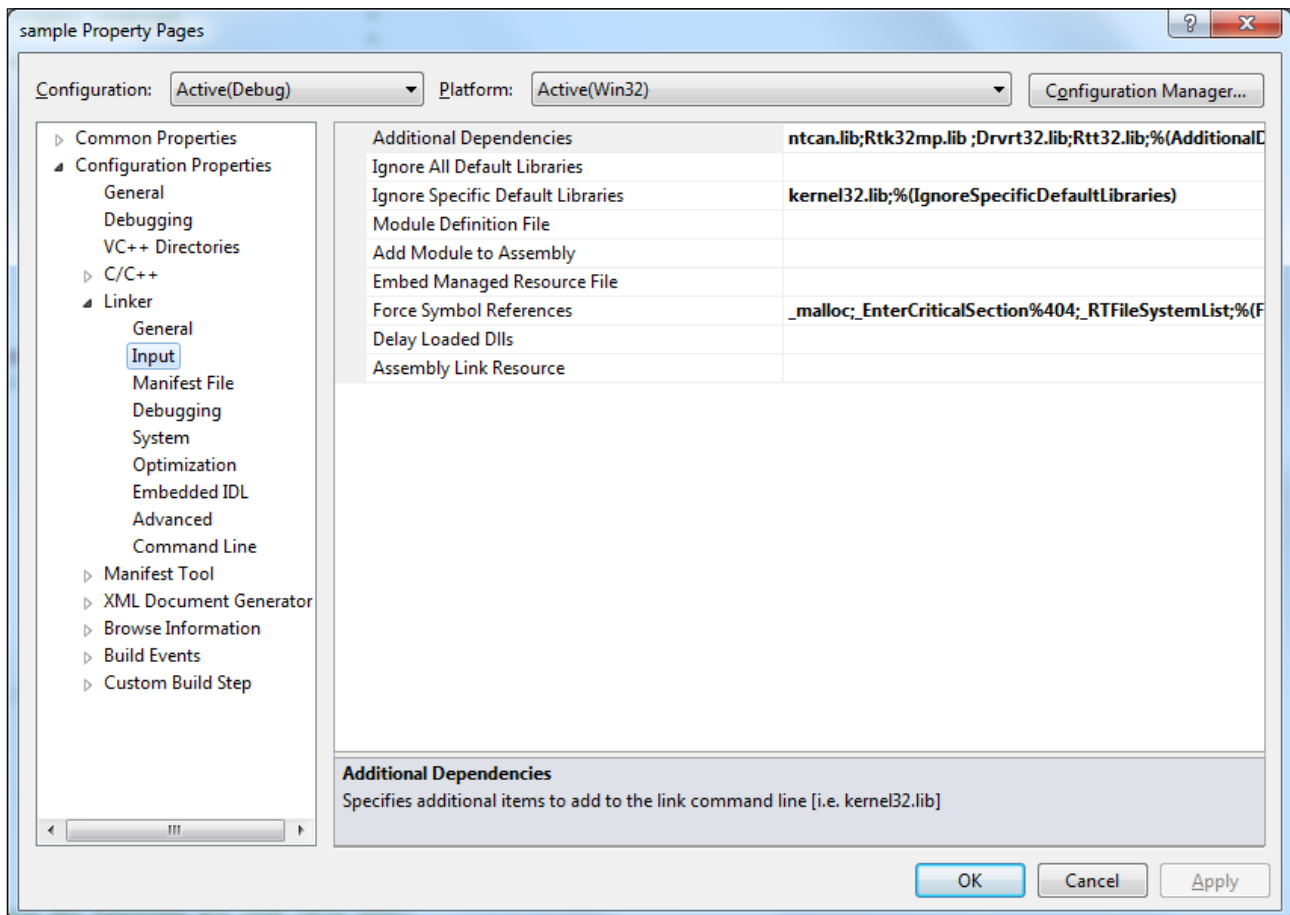 sample Property Pages
Configuration: Active(Debug) Platform: Active(Win32) Configuration Manager...
Common Properties
Configuration Properties
General
Debugging
VC++ Directories
C/C++
Linker
General
Input
Manifest File
Debugging
System
Optimization
Embedded IDL
Advanced
Command Line
Manifest Tool
XML Document Generator
Browse Information
Build Events
Custom Build Step
Additional Dependencies ntcan.lib;Rtk32mp.lib ;Drvrt32.lib;Rtt32.lib;%(AdditionalD
Ignore All Default Libraries
Ignore Specific Default Libraries kernel32.lib;%(IgnoreSpecificDefaultLibraries)
Module Definition File
Add Module to Assembly
Embed Managed Resource File
Force Symbol References _malloc;_EnterCriticalSection%404;_RTFileSystemList;%(F
Delay Loaded Dlls
Assembly Link Resource
Additional Dependencies
Specifies additional items to add to the link command line [i.e. kernel32.lib]
OK Cancel Apply